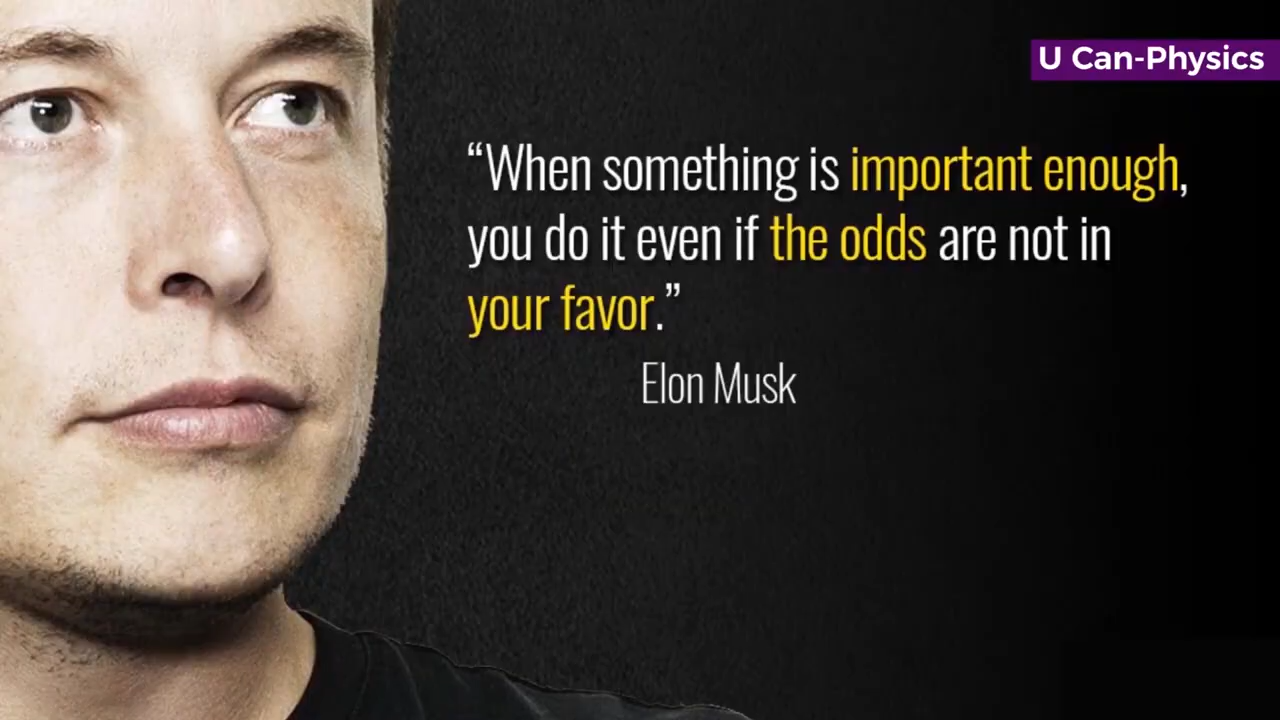 U Can-Physics
“When something is important enough,
you do it even if the odds are not in
your favor.”
Elon Musk